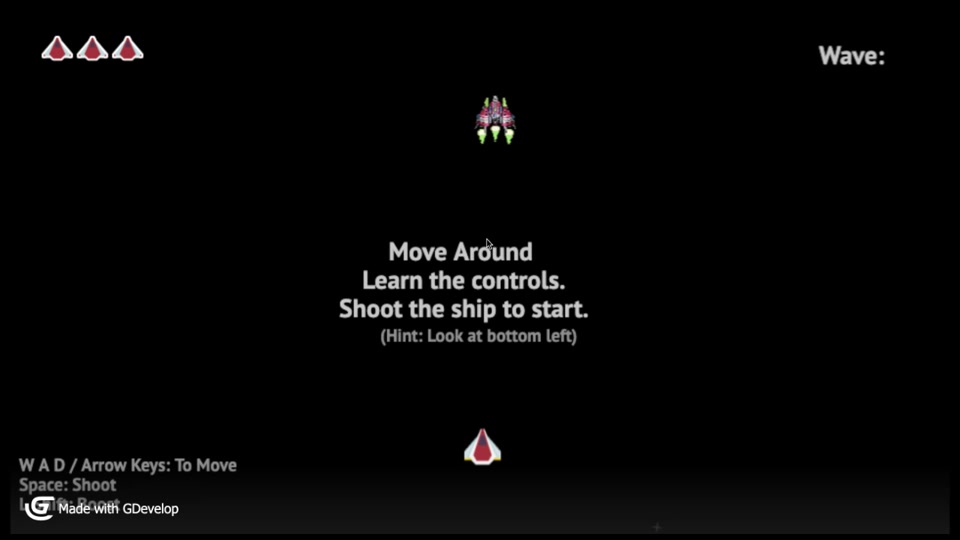 Wave:
Move Around
Learn the controls.
Shoot the ship to start.
(Hint: Look at bottom left)
W A D / Arrow Keys: To Move
Space: Shoot
Boost
Made with GDevelop